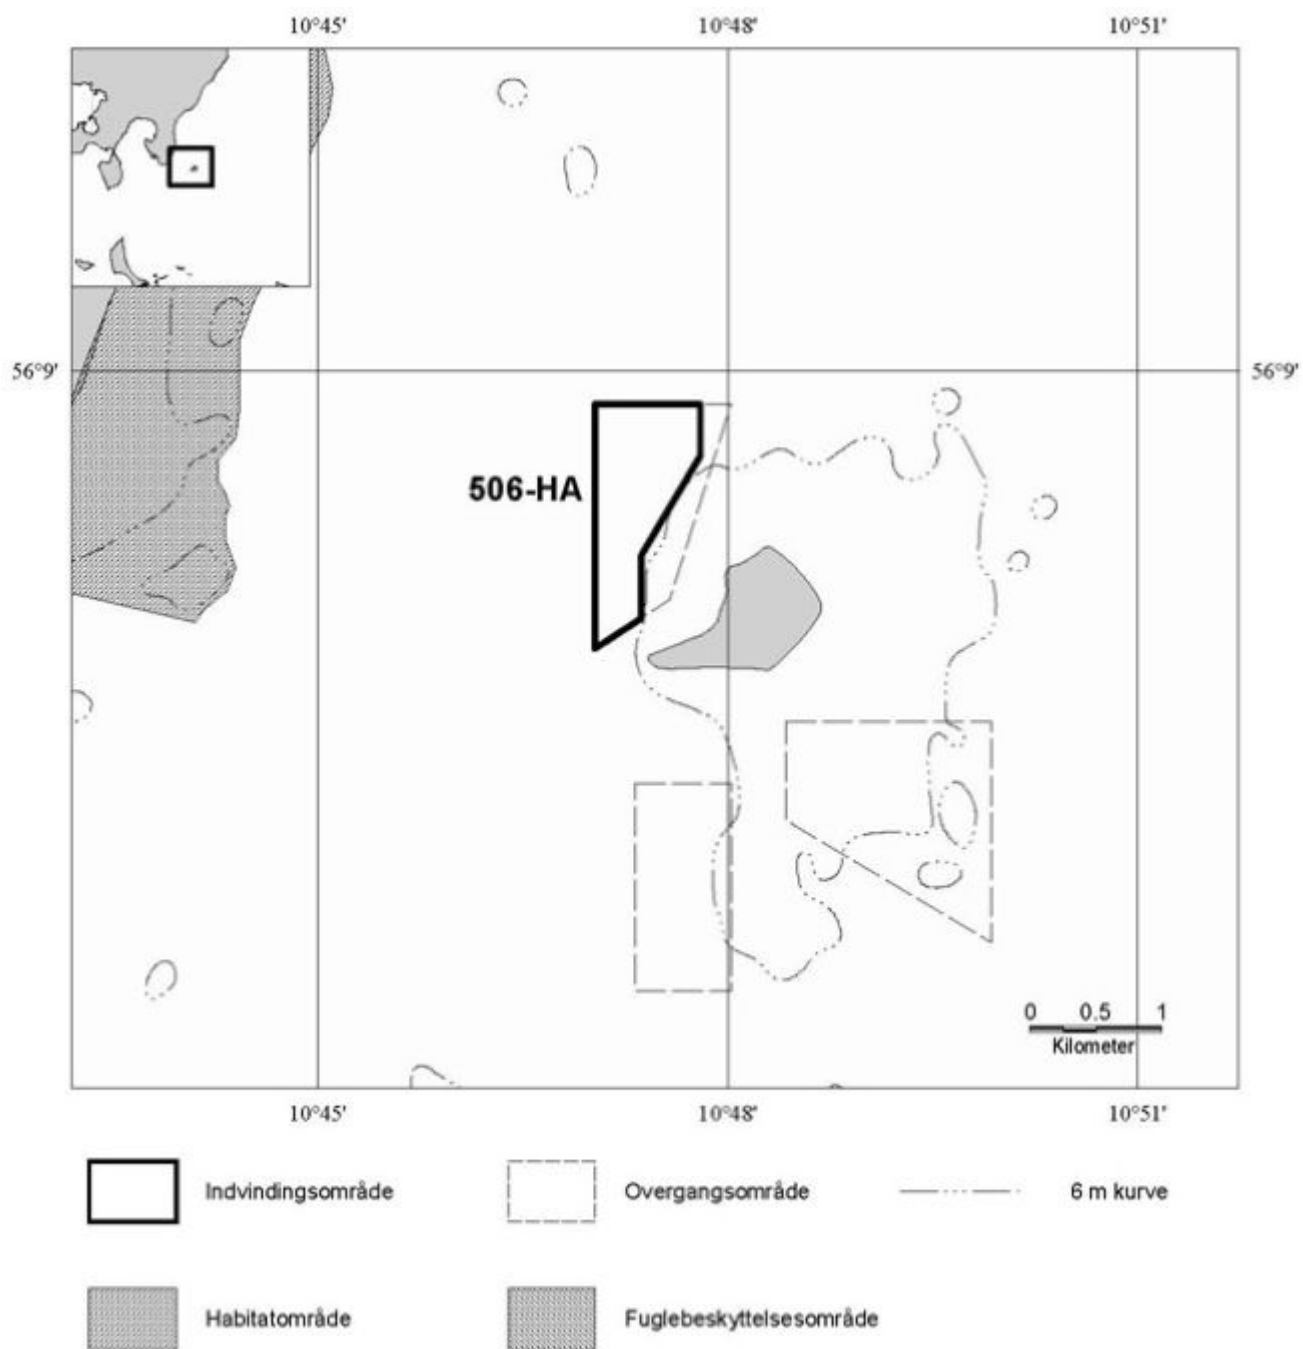 10°45' 10°48' 10°51'
56°9' 56°9'
506-HA
0 0.5 1
Kilometer
10°45' 10°48' 10°51'
Indvindingsområde Overgangsområde 6 m kurve
Habitatområde Fuglebeskyttelsesområde